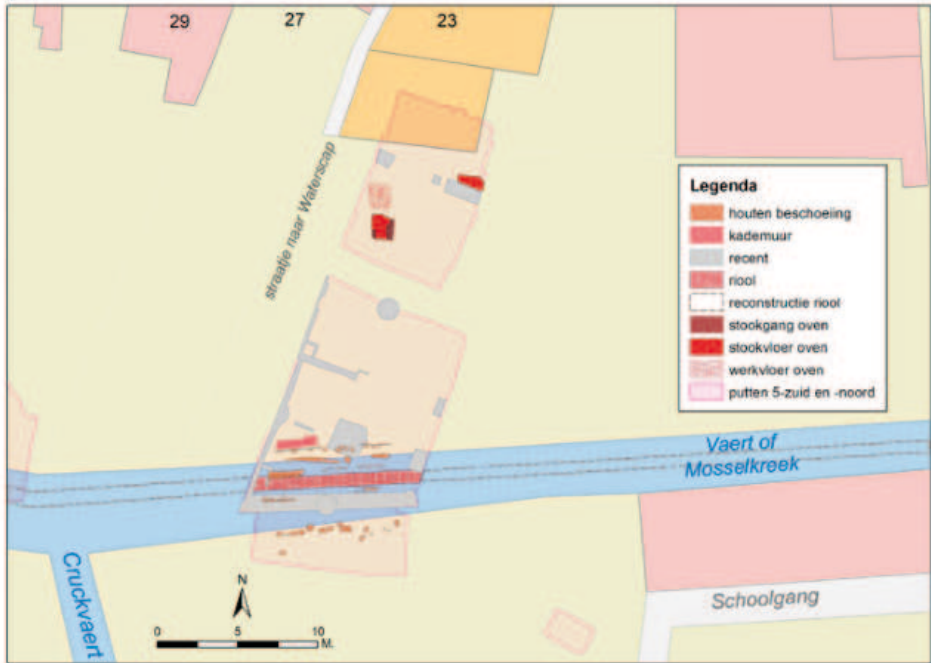 29
27
23
straatje naar Waterscap
Legenda
houten beschoeiing
kademuur
recent
riool
reconstructie riool
stookgang oven
stookvloer oven
werkvloer oven
putten 5-zuid en -noord
Vaert of
Mosselkreek
Cruckvaert
Schoolgang
N
0 5 10
M.